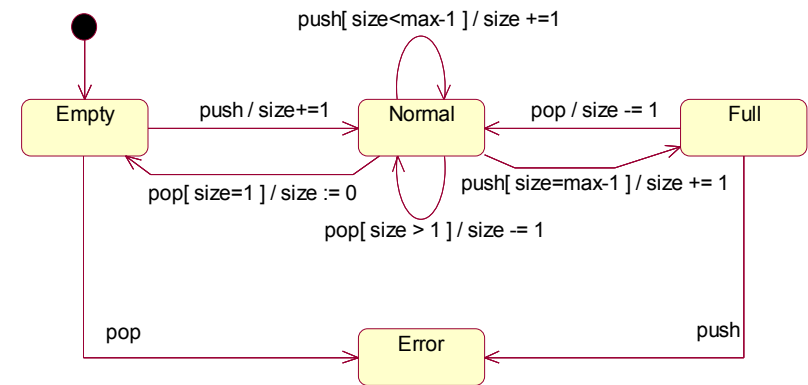 push[ size<max-1 ] / size +=1
Empty
push / size+=1
Normal
pop / size -= 1
Full
pop[ size=1 ] / size := 0
push[ size=max-1 ] / size += 1
pop[ size > 1 ] / size -= 1
pop
Error
push